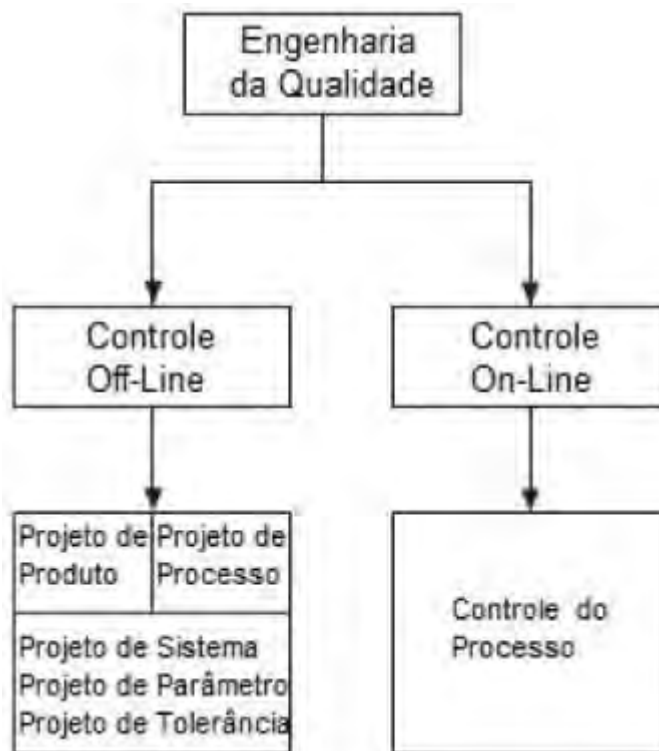 Engenharia
da Qualidade
Controle
Off-Line
Controle
On-Line
Projeto de
Produto
Projeto de
Processo
Projeto de Sistema
Projeto de Parâmetro
Projeto de Tolerância
Controle do
Processo